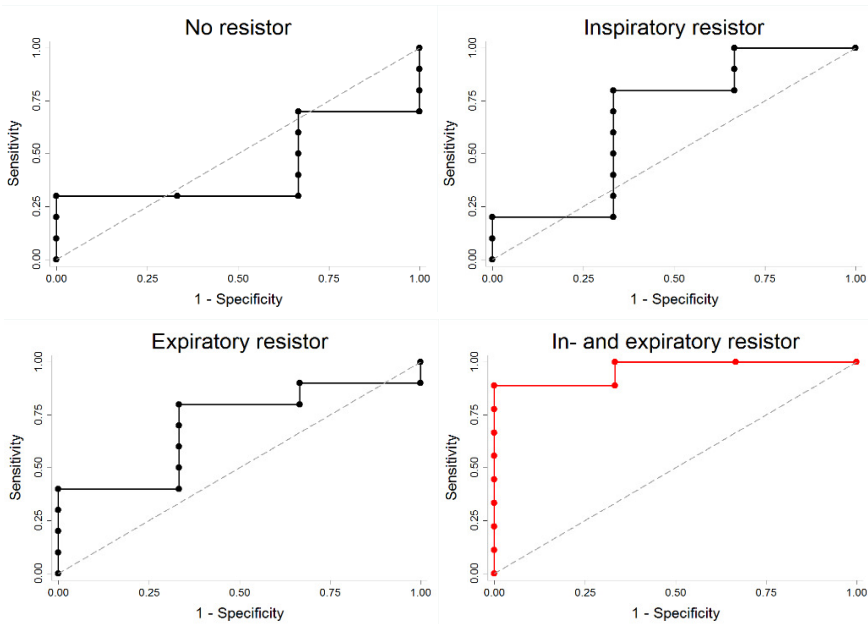 No resistor
Sensitivity
1.00
0.75
0.50
0.25
0.00
0.00 0.25 0.50 0.75 1.00
1 - Specificity
Inspiratory resistor
Sensitivity
1.00
0.75
0.50
0.25
0.00
0.00 0.25 0.50 0.75 1.00
1 - Specificity
Expiratory resistor
Sensitivity
1.00
0.75
0.50
0.25
0.00
0.00 0.25 0.50 0.75 1.00
1 - Specificity
In- and expiratory resistor
Sensitivity
1.00
0.75
0.50
0.25
0.00
0.00 0.25 0.50 0.75 1.00
1 - Specificity